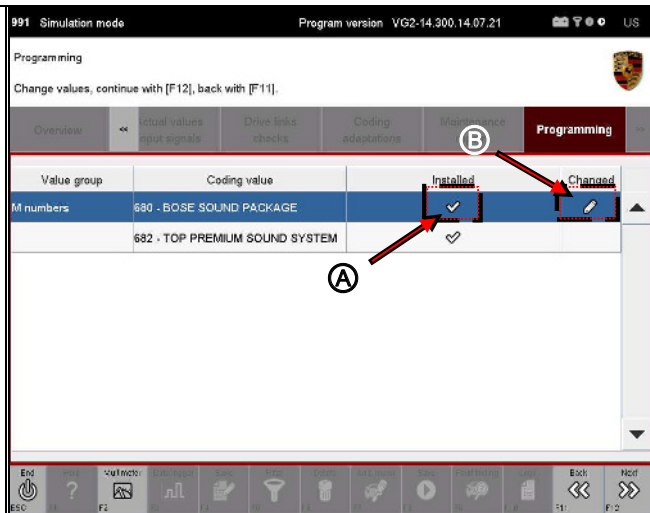 991 Simulation mode Program version VG2-14.300.14.07.21 US
Programming
Change values, continue with [F12], back with [F11].
Overview << Actual values Drive links Coding Maintenance Programming >>
input signals checks adaptations
B
Value group Coding value Installed Changed
M numbers 680 - BOSE SOUND PACKAGE
682 - TOP PREMIUM SOUND SYSTEM
A
End Help Multimeter Back Next
ESC F2 F11 F12